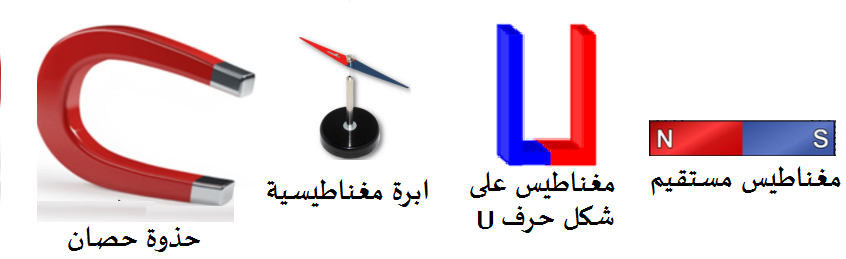 N S
مغناطيس مستقيم
مغناطيس على
شكل حرف U
ابرة مغناطيسية
حذوة حصان